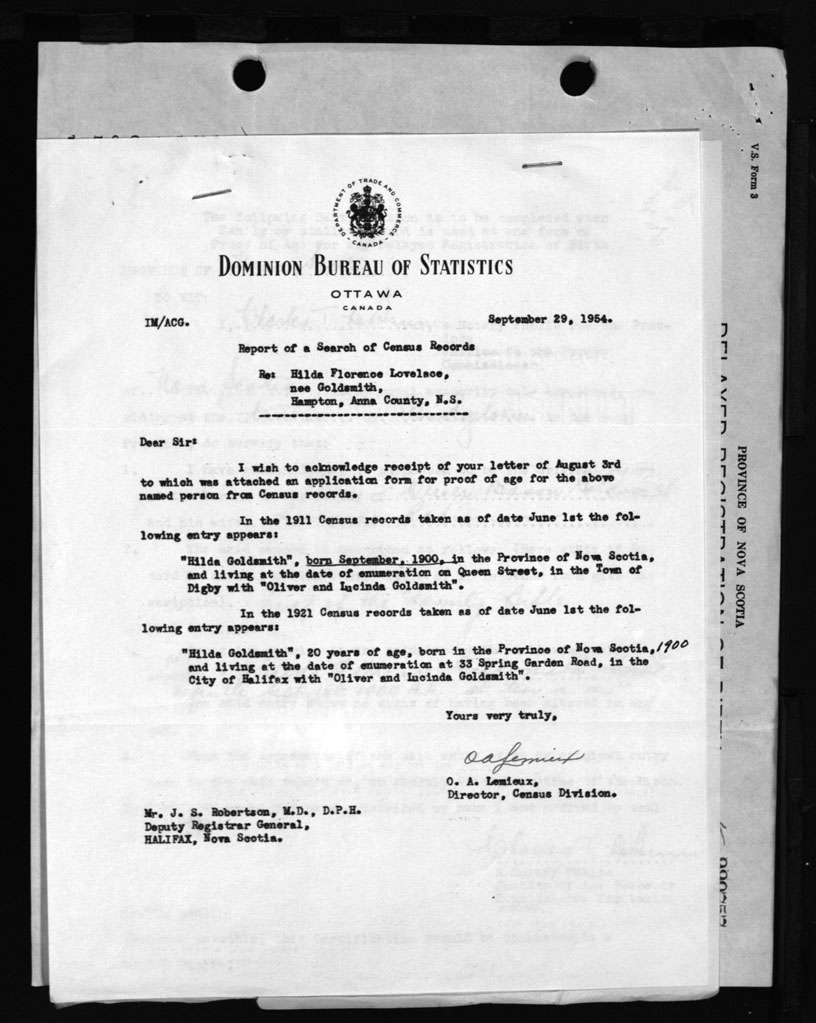 V.S. Form 3
PROVINCE OF NOVA SCOTIA
DEPARTMENT OF TRADE AND COMMERCE
CANADA
DOMINION BUREAU OF STATISTICS
OTTAWA
CANADA
IM/ACG. September 29, 1954.
Report of a Search of Census Records
Re: Hilda Florence Lovelace,
nee Goldsmith,
Hampton, Anna County, N.S.
Dear Sir:
I wish to acknowledge receipt of your letter of August 3rd
to which was attached an application form for proof of age for the above
named person from Census records.
In the 1911 Census records taken as of date June 1st the fol-
lowing entry appears:
"Hilda Goldsmith", born September, 1900, in the Province of Nova Scotia,
and living at the date of enumeration on Queen Street, in the Town of
Digby with "Oliver and Lucinda Goldsmith".
In the 1921 Census records taken as of date June 1st the fol-
lowing entry appears:
"Hilda Goldsmith", 20 years of age, born in the Province of Nova Scotia, 1900
and living at the date of enumeration at 33 Spring Garden Road, in the
City of Halifax with "Oliver and Lucinda Goldsmith".
Yours very truly,
O A Lemieux
O. A. Lemieux,
Director, Census Division.
Mr. J. S. Robertson, M.D., D.P.H.
Deputy Registrar General,
HALIFAX, Nova Scotia.